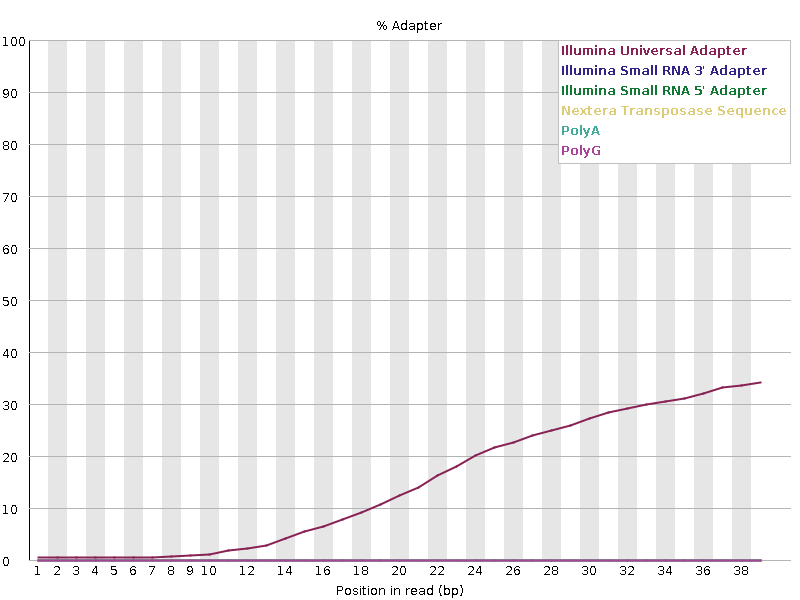 % Adapter
Illumina Universal Adapter
Illumina Small RNA 3' Adapter
Illumina Small RNA 5' Adapter
Nextera Transposase Sequence
PolyA
PolyG
100
90
80
70
60
50
40
30
20
10
0
1 2 3 4 5 6 7 8 9 10 12 14 16 18 20 22 24 26 28 30 32 34 36 38
Position in read (bp)